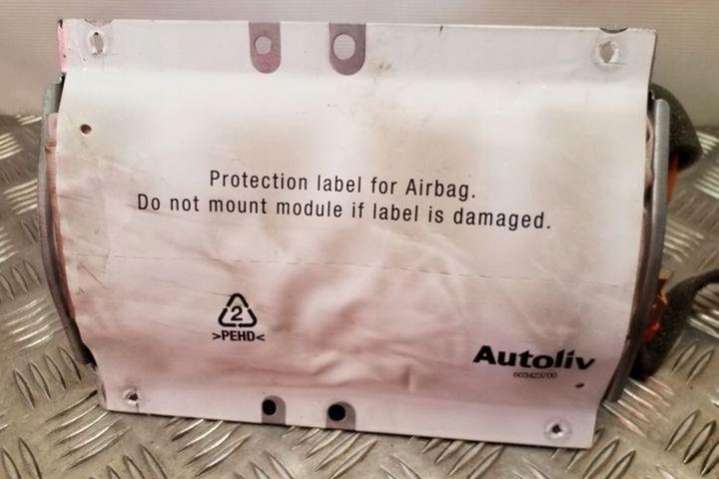 Protection label for Airbag.
Do not mount module if label is damaged.
2
>PEHD<
Autoliv